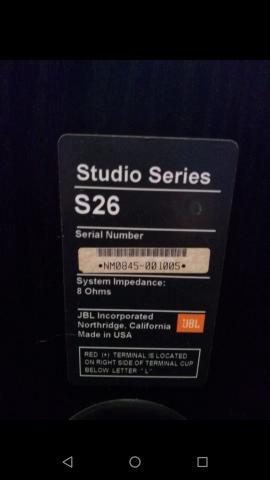 Studio Series
S26
Serial Number
•NM0845-001005•
System Impedance:
8 Ohms
JBL Incorporated
Northridge, California
Made in USA
JBL
RED (+) TERMINAL IS LOCATED
ON RIGHT SIDE OF TERMINAL CUP
BELOW LETTER "L"